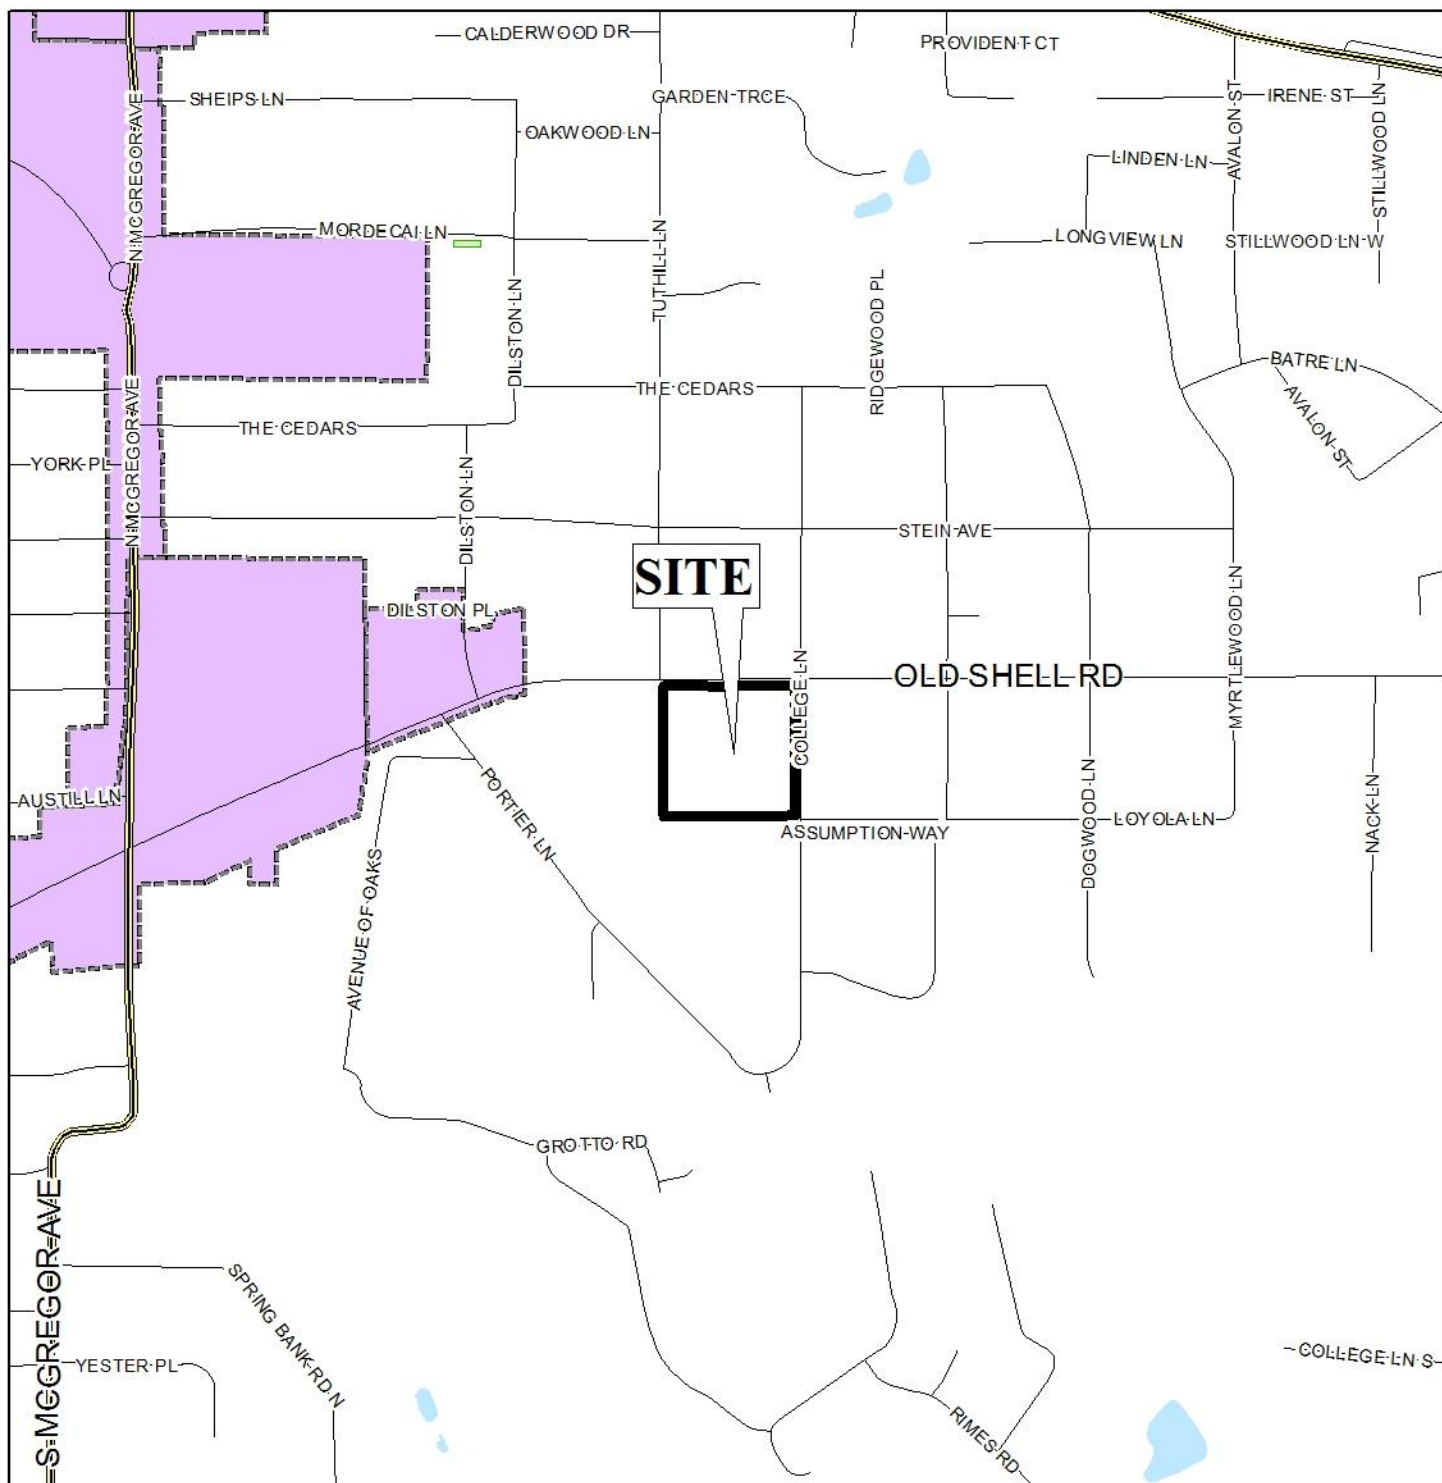 CALDERWOOD DR
PROVIDENT CT
SHEIPS LN
GARDEN TRCE
IRENE ST
OAKWOOD LN
AVALON ST
STILLWOOD LN
N MCGREGOR AVE
LINDEN LN
MORDECAI LN
LONGVIEW LN
STILLWOOD LN W
TUTHILL LN
DILSTON LN
RIDGEWOOD PL
THE CEDARS
BATRE LN
AVALON ST
THE CEDARS
N MCGREGOR AVE
YORK PL
DILSTON LN
STEIN AVE
SITE
DILSTON PL
MYRTLEWOOD LN
COLLEGE LN
OLD SHELL RD
AUSTILL LN
PORTIER LN
ASSUMPTION WAY
DOGWOOD LN
LOYOLA LN
NACK LN
AVENUE OF OAKS
GROTTO RD
S MCGREGOR AVE
SPRING BANK RD N
YESTER PL
COLLEGE LN S
RIMES RD